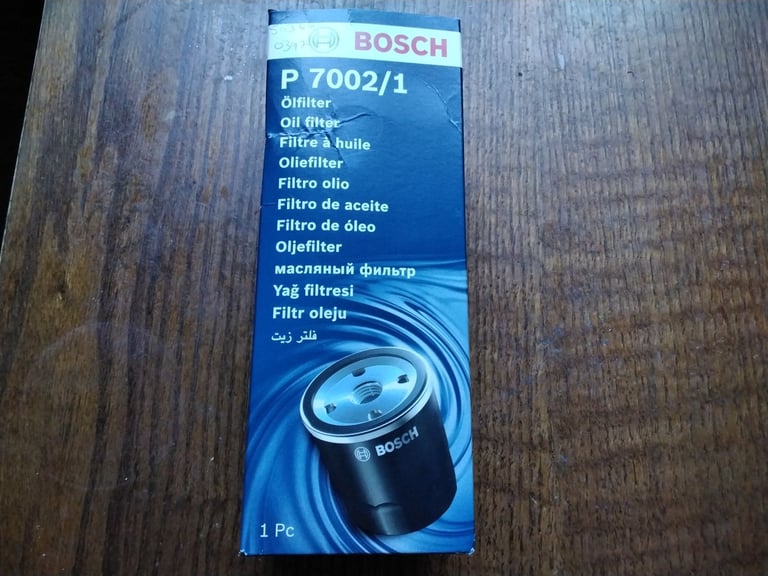 BOSCH
P 7002/1
Ölfilter
Oil filter
Filtre à huile
Oliefilter
Filtro olio
Filtro de aceite
Filtro de óleo
Oljefilter
масляный фильтр
Yağ filtresi
Filtr oleju
فلتر زيت
BOSCH
1 Pc